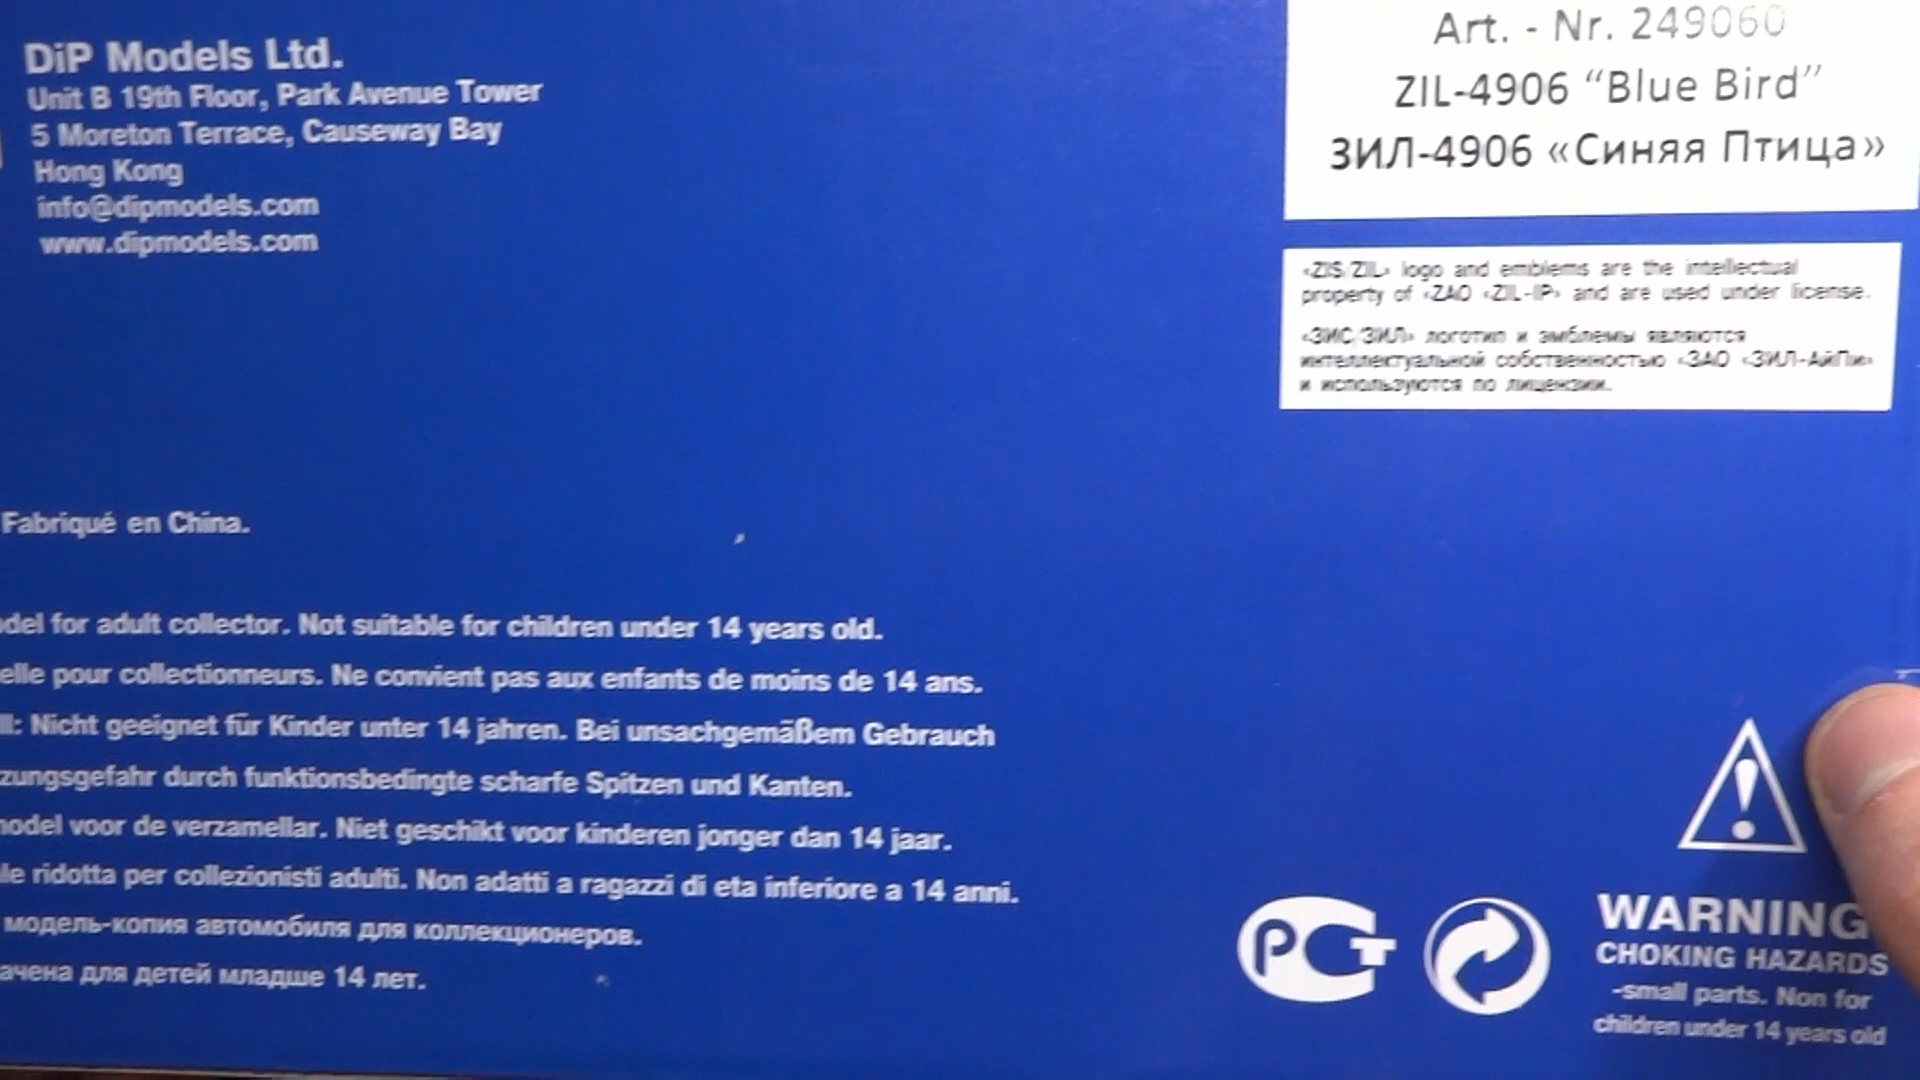 DiP Models Ltd.
Unit B 19th Floor, Park Avenue Tower
5 Moreton Terrace, Causeway Bay
Hong Kong
info@dipmodels.com
www.dipmodels.com
Art. - Nr. 249060
ZIL-4906 “Blue Bird”
ЗИЛ-4906 «Синяя Птица»
«ZIS/ZIL» logo and emblems are the intellectual
property of «ZAO «ZIL-IP» and are used under license.
«ЗИС/ЗИЛ» логотип и эмблемы являются
интеллектуальной собственностью «ЗАО «ЗИЛ-АйПи»
и используются по лицензии.
Fabriqué en China.
for adult collector. Not suitable for children under 14 years old.
pour collectionneurs. Ne convient pas aux enfants de moins de 14 ans.
Nicht geeignet für Kinder unter 14 jahren. Bei unsachgemäßem Gebrauch
durch funktionsbedingte scharfe Spitzen und Kanten.
voor de verzamellar. Niet geschikt voor kinderen jonger dan 14 jaar.
ridotta per collezionisti adulti. Non adatti a ragazzi di eta inferiore a 14 anni.
модель-копия автомобиля для коллекционеров.
для детей младше 14 лет.
РСТ
WARNING
CHOKING HAZARDS
-small parts. Non for
children under 14 years old